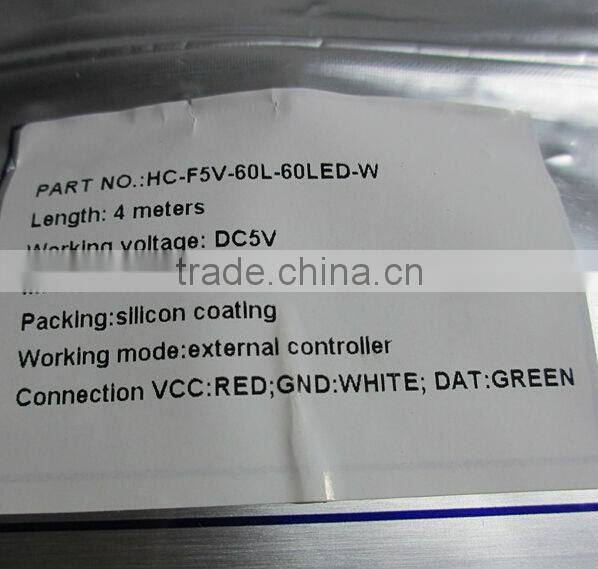 PART NO.:HC-F5V-60L-60LED-W
Length: 4 meters
Working voltage: DC5V
trade.china.cn
Packing:silicon coating
Working mode:external controller
Connection VCC:RED;GND:WHITE; DAT:GREEN